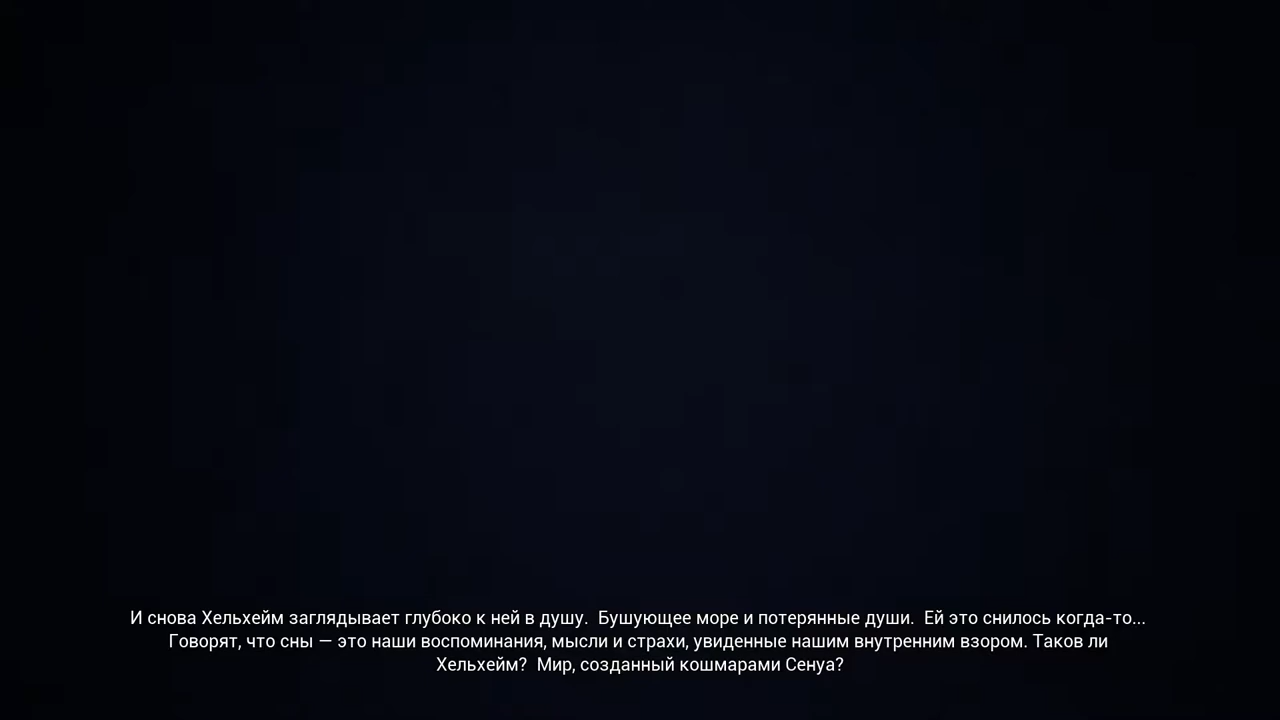 И снова Хельхейм заглядывает глубоко к ней в душу.  Бушующее море и потерянные души.  Ей это снилось когда-то...
Говорят, что сны — это наши воспоминания, мысли и страхи, увиденные нашим внутренним взором. Таков ли
Хельхейм?  Мир, созданный кошмарами Сенуа?